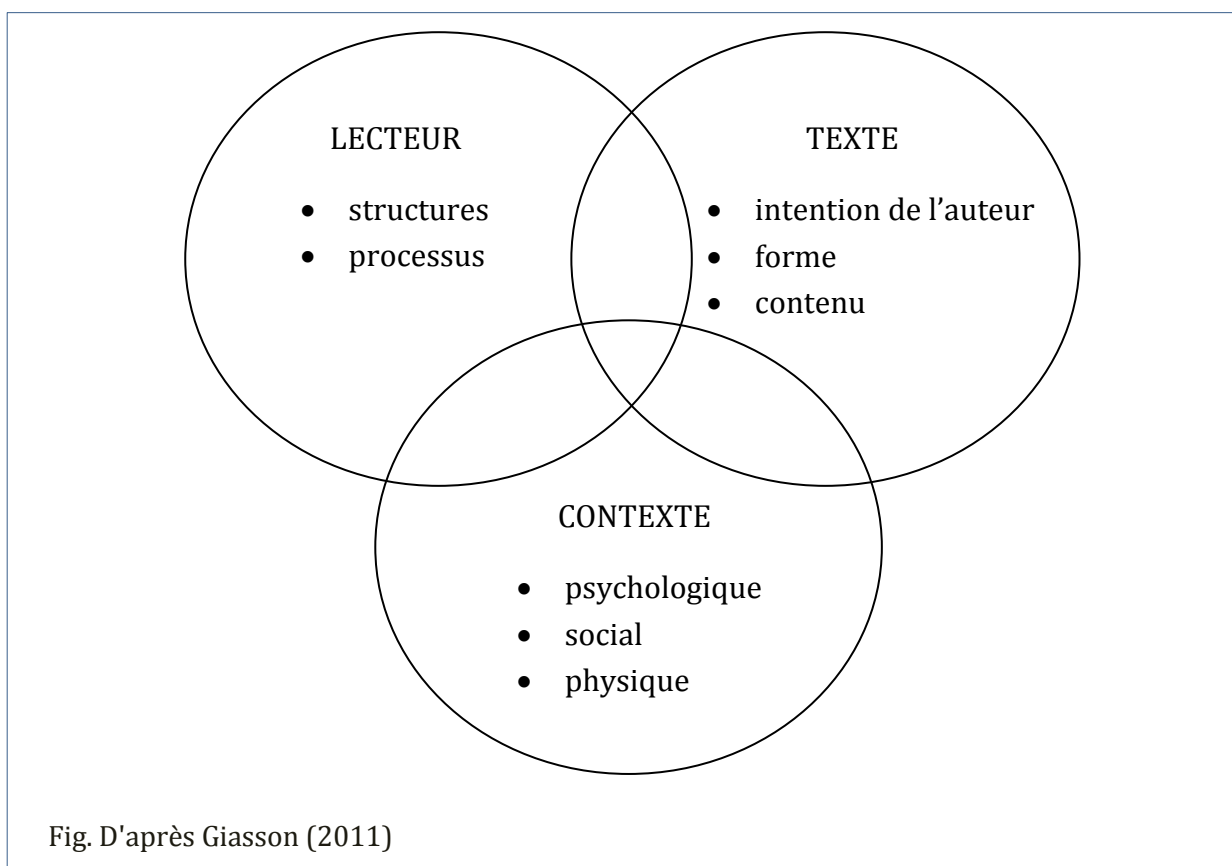 LECTEUR
• structures
• processus
TEXTE
• intention de l’auteur
• forme
• contenu
CONTEXTE
• psychologique
• social
• physique
Fig. D'après Giasson (2011)